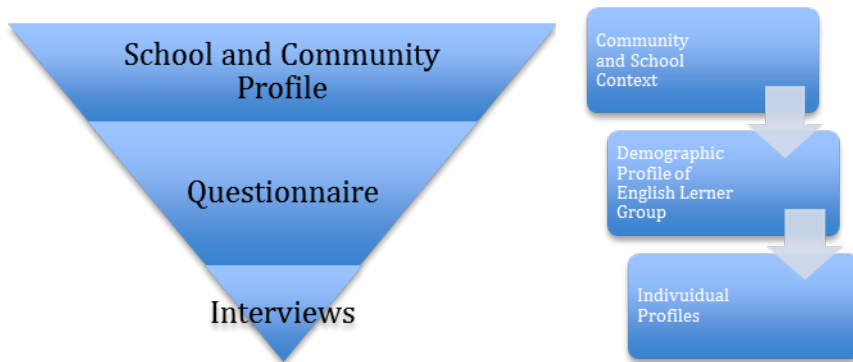 School and Community
Profile
Questionnaire
Interviews
Community
and School
Context
Demographic
Profile of
English Lerner
Group
Indivuidual
Profiles